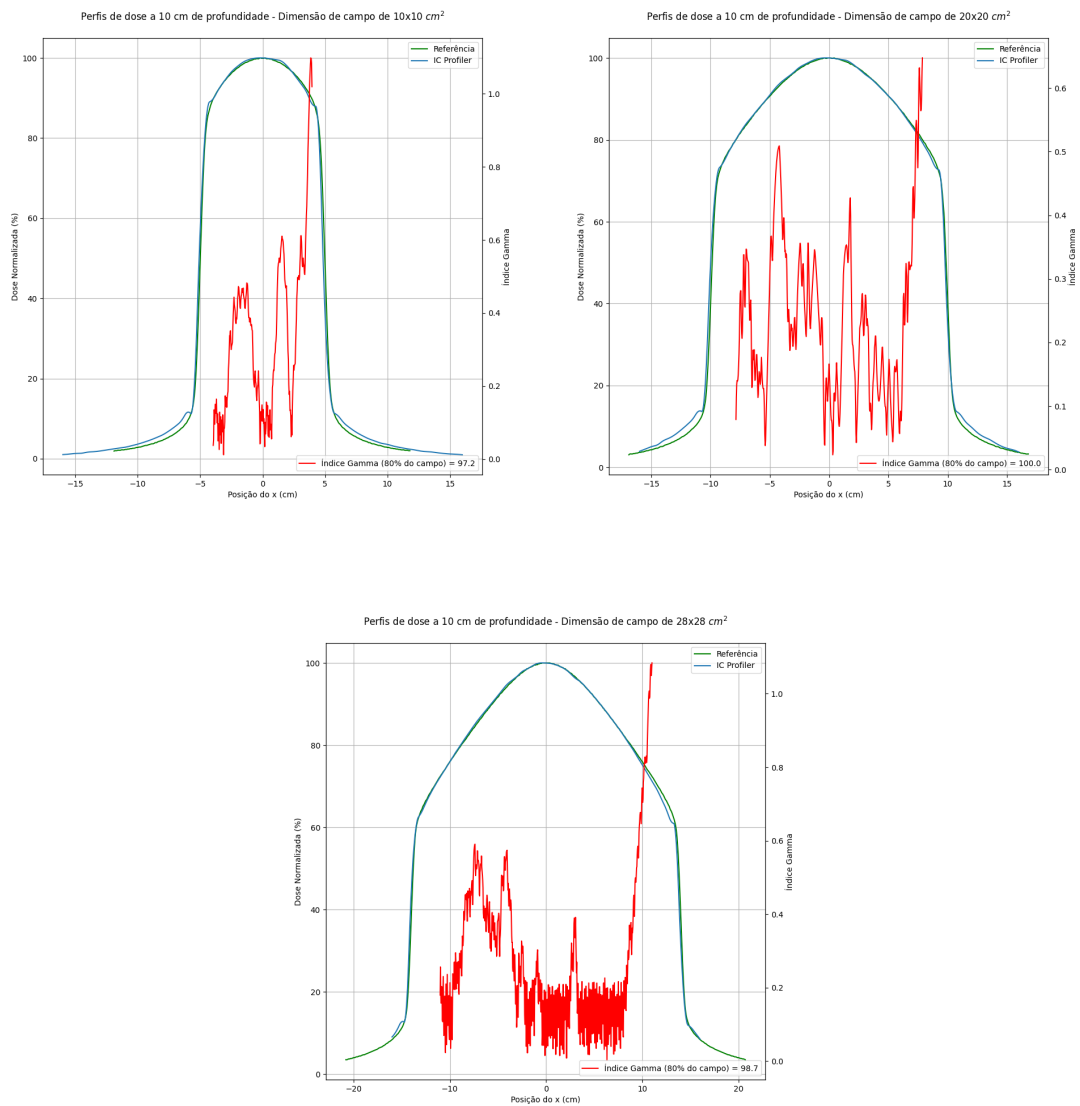 Perfis de dose a 10 cm de profundidade - Dimensão de campo de 10x10 cm²
Referência
IC Profiler
100
80
60
40
20
0
1.0
0.8
0.6
0.4
0.2
0.0
Dose Normalizada (%)
Índice Gamma
Índice Gamma (80% do campo) = 97.2
−15
−10
−5
0
5
10
15
Posição do x (cm)
Perfis de dose a 10 cm de profundidade - Dimensão de campo de 20x20 cm²
Referência
IC Profiler
100
80
60
40
20
0
0.6
0.5
0.4
0.3
0.2
0.1
0.0
Dose Normalizada (%)
Índice Gamma
Índice Gamma (80% do campo) = 100.0
−15
−10
−5
0
5
10
15
Posição do x (cm)
Perfis de dose a 10 cm de profundidade - Dimensão de campo de 28x28 cm²
Referência
IC Profiler
100
80
60
40
20
0
1.0
0.8
0.6
0.4
0.2
0.0
Dose Normalizada (%)
Índice Gamma
Índice Gamma (80% do campo) = 98.7
−20
−10
0
10
20
Posição do x (cm)